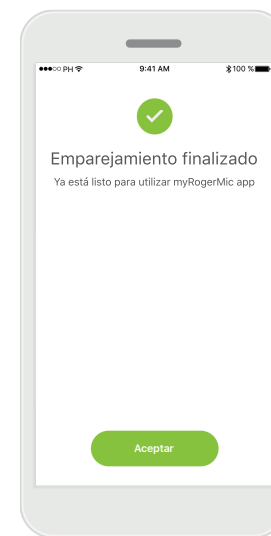 PH 9:41 AM 100 %
Emparejamiento finalizado
Ya está listo para utilizar myRogerMic app
Aceptar